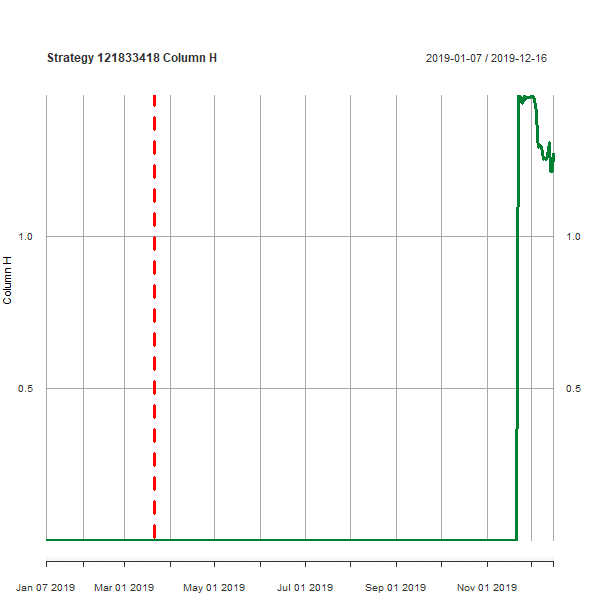 Strategy 121833418 Column H
2019-01-07 / 2019-12-16
1.0
1.0
Column H
0.5
0.5
Jan 07 2019
Mar 01 2019
May 01 2019
Jul 01 2019
Sep 01 2019
Nov 01 2019